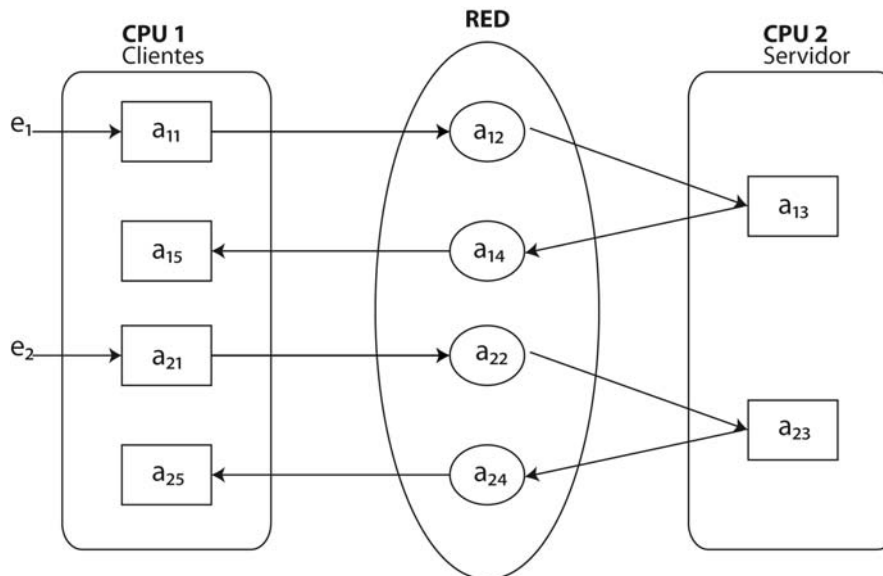 CPU 1
Clientes
RED
CPU 2
Servidor
e₁
a₁₁
a₁₂
a₁₃
a₁₅
a₁₄
e₂
a₂₁
a₂₂
a₂₃
a₂₅
a₂₄